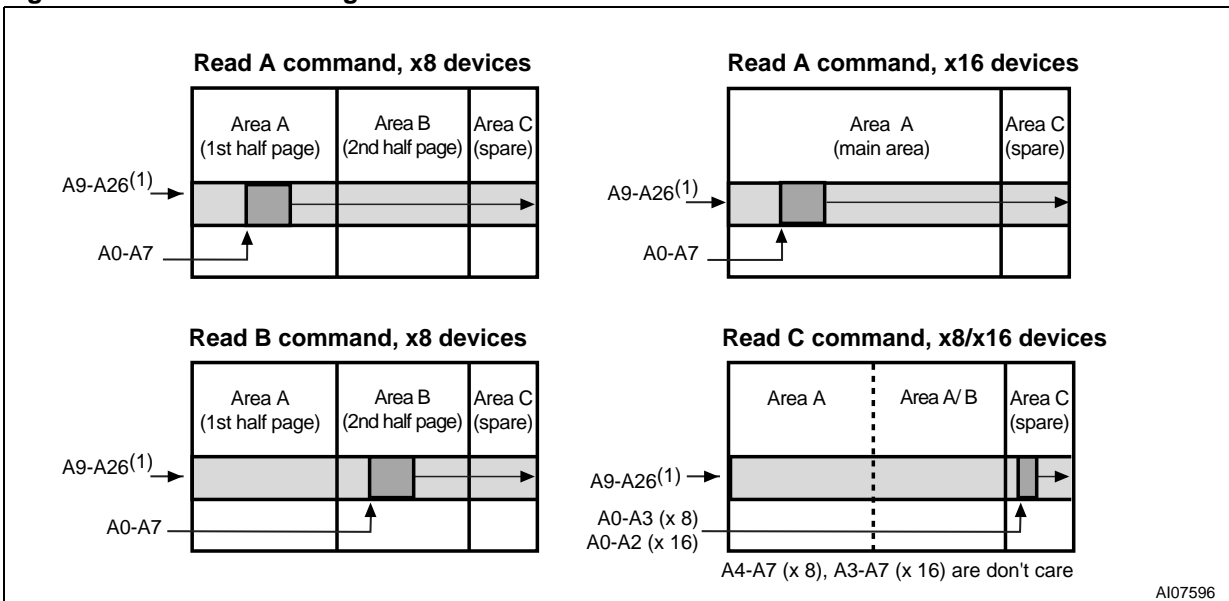 Read A command, x8 devices
Area A
(1st half page)
Area B
(2nd half page)
Area C
(spare)
A9-A26(1)
A0-A7
Read A command, x16 devices
Area A
(main area)
Area C
(spare)
A9-A26(1)
A0-A7
Read B command, x8 devices
Area A
(1st half page)
Area B
(2nd half page)
Area C
(spare)
A9-A26(1)
A0-A7
Read C command, x8/x16 devices
Area A
Area A/ B
Area C
(spare)
A9-A26(1)
A0-A3 (x 8)
A0-A2 (x 16)
A4-A7 (x 8), A3-A7 (x 16) are don't care
AI07596